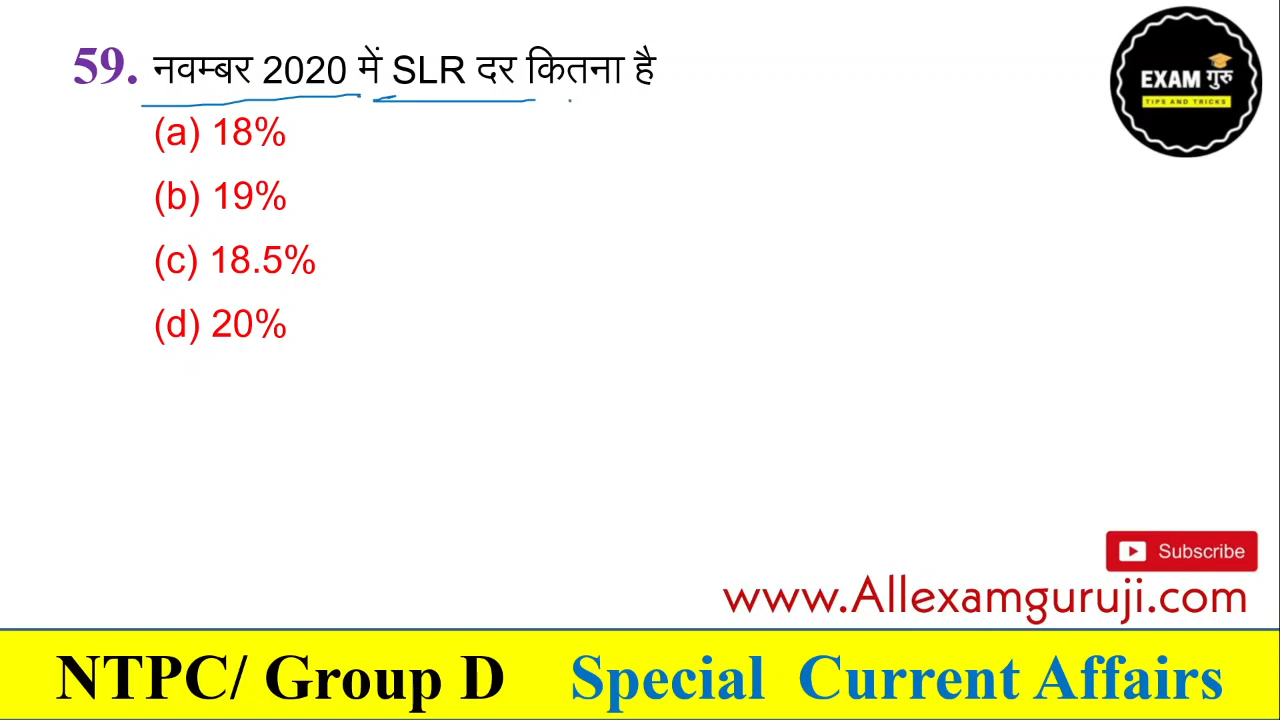 59. नवम्बर 2020 में SLR दर कितना है
(a) 18%
(b) 19%
(c) 18.5%
(d) 20%
EXAM गुरु
TIPS AND TRICKS
Subscribe
www.Allexamguruji.com
NTPC/ Group D Special Current Affairs